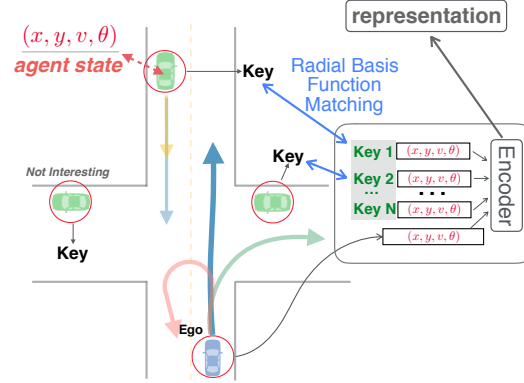 representation
(x, y, v, θ)
agent state
Key
Radial Basis
Function
Matching
Not Interesting
Key
Key
Key 1 (x, y, v, θ)
Key 2 (x, y, v, θ)
... ...
Key N (x, y, v, θ)
(x, y, v, θ)
Encoder
Ego